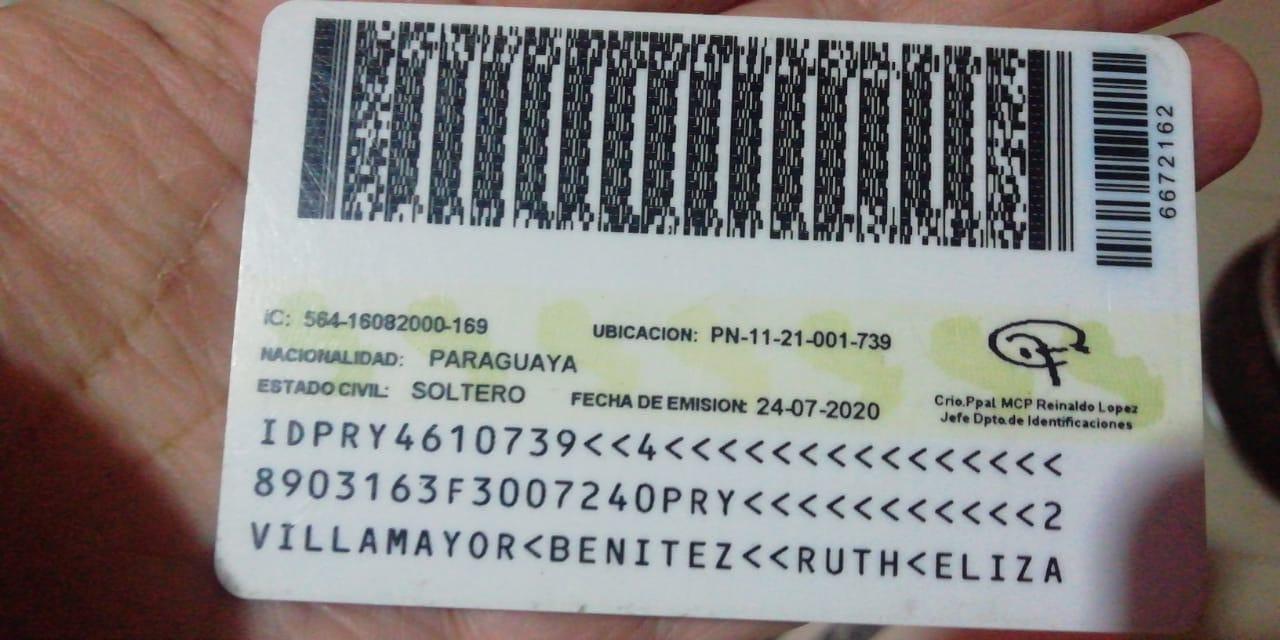 6672162
IC: 564-16082000-169
UBICACION: PN-11-21-001-739
NACIONALIDAD: PARAGUAYA
ESTADO CIVIL: SOLTERO
FECHA DE EMISION: 24-07-2020
Crio.Ppal MCP Reinaldo Lopez
Jefe Dpto.de Identificaciones
IDPRY4610739<<4<<<<<<<<<<<<<<<
8903163F3007240PRY<<<<<<<<<<<2
VILLAMAYOR<BENITEZ<<RUTH<ELIZA